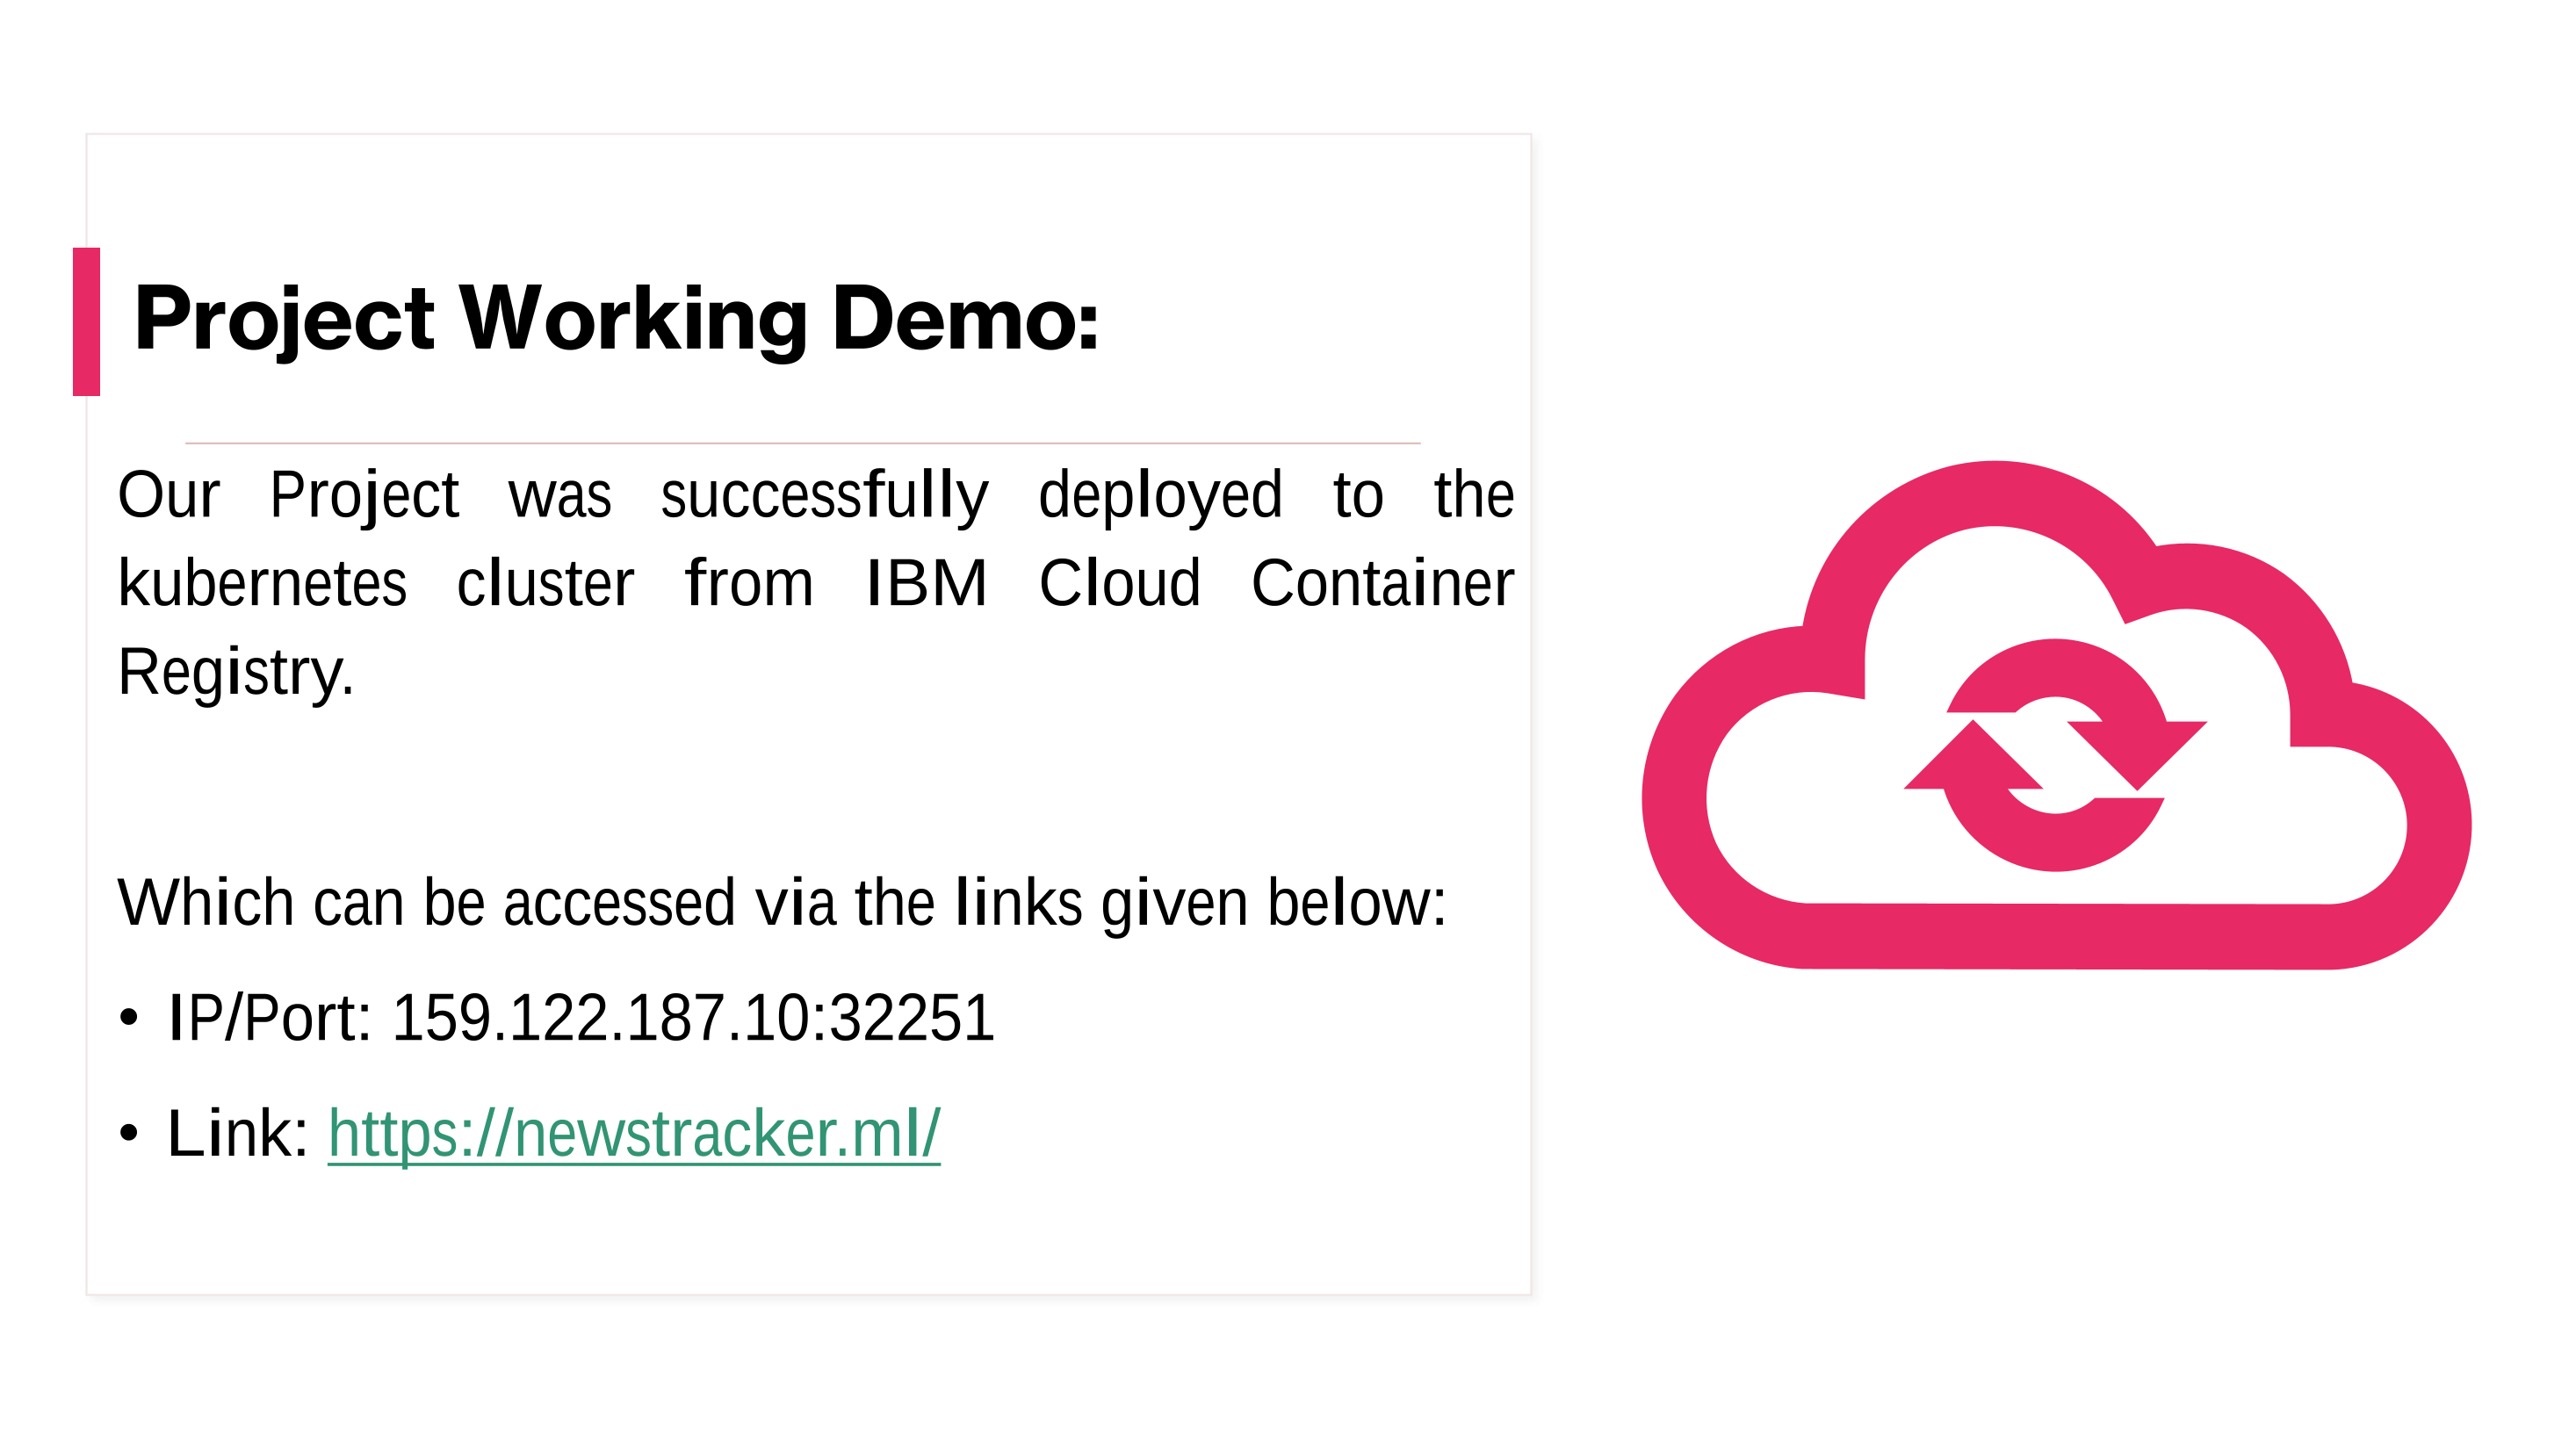 Project Working Demo:
Our Project was successfully deployed to the
kubernetes cluster from IBM Cloud Container
Registry.
Which can be accessed via the links given below:
• IP/Port: 159.122.187.10:32251
• Link: https://newstracker.ml/